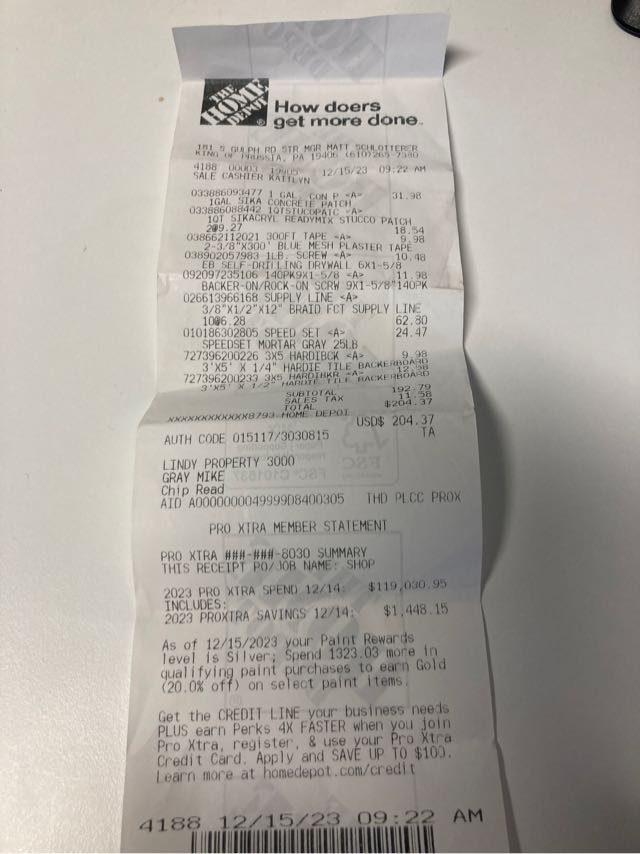 THE HOME DEPOT
How doers
get more done.
181 S GULPH RD STR MGR MATT SCHLOTTERER
KING OF PRUSSIA, PA 19406 (610)265-7380
4188 00003 12/15/23 09:22 AM
SALE CASHIER KAITLYN
033886093477 1 GAL. CON P <A> 31.98
1GAL SIKA CONCRETE PATCH
033886088442 1QTSTUCOPATC <A>
1QT SIKACRYL READYMIX STUCCO PATCH
2@9.27 18.54
038662112021 300FT TAPE <A> 9.98
2-3/8"X300' BLUE MESH PLASTER TAPE
038902057983 1LB. SCREW <A> 10.48
EB SELF-DRILLING DRYWALL 6X1-5/8
092097235106 140PK9X1-5/8 <A> 11.98
BACKER-ON/ROCK-ON SCRW 9X1-5/8"140PK
026613966168 SUPPLY LINE <A>
3/8"X1/2"X12" BRAID FCT SUPPLY LINE
10@6.28 62.80
010186302805 SPEED SET <A> 24.47
SPEEDSET MORTAR GRAY 25LB
727396200226 3X5 HARDIBCK <A> 9.98
3'X5' X 1/4" HARDIE TILE BACKERBOARD
727396200233 3X5 HARDIBKR <A> 12.58
3'X5' X 1/2" HARDIE TILE BACKERBOARD
SUBTOTAL 192.79
SALES TAX 11.58
TOTAL $204.37
XXXXXXXXXXXX8793 HOME DEPOT
USD$ 204.37
AUTH CODE 015117/3030815 TA
LINDY PROPERTY 3000
GRAY MIKE
Chip Read
AID A0000000049999D8400305 THD PLCC PROX
PRO XTRA MEMBER STATEMENT
PRO XTRA ###-###-8030 SUMMARY
THIS RECEIPT PO/JOB NAME: SHOP
2023 PRO XTRA SPEND 12/14: $119,030.95
INCLUDES:
2023 PROXTRA SAVINGS 12/14: $1,448.15
As of 12/15/2023 your Paint Rewards
level is Silver; Spend 1323.03 more in
qualifying paint purchases to earn Gold
(20.0% off) on select paint items.
Get the CREDIT LINE your business needs
PLUS earn Perks 4X FASTER when you join
Pro Xtra, register, & use your Pro Xtra
Credit Card. Apply and SAVE UP TO $100.
Learn more at homedepot.com/credit
4188 12/15/23 09:22 AM